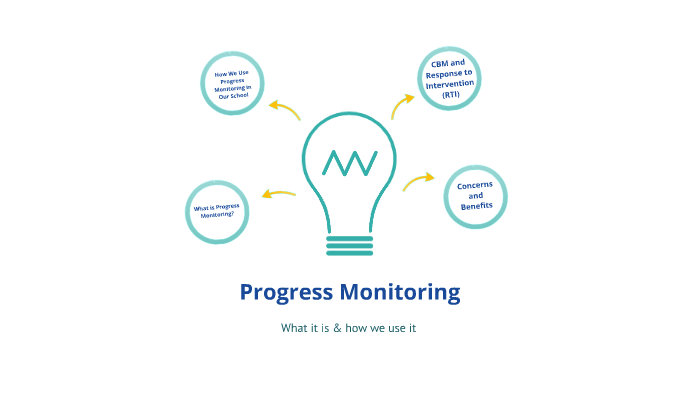 How We Use
Progress
Monitoring in
Our School
CBM and
Response to
Intervention
(RTI)
What is Progress
Monitoring?
Concerns
and
Benefits
Progress Monitoring
What it is & how we use it